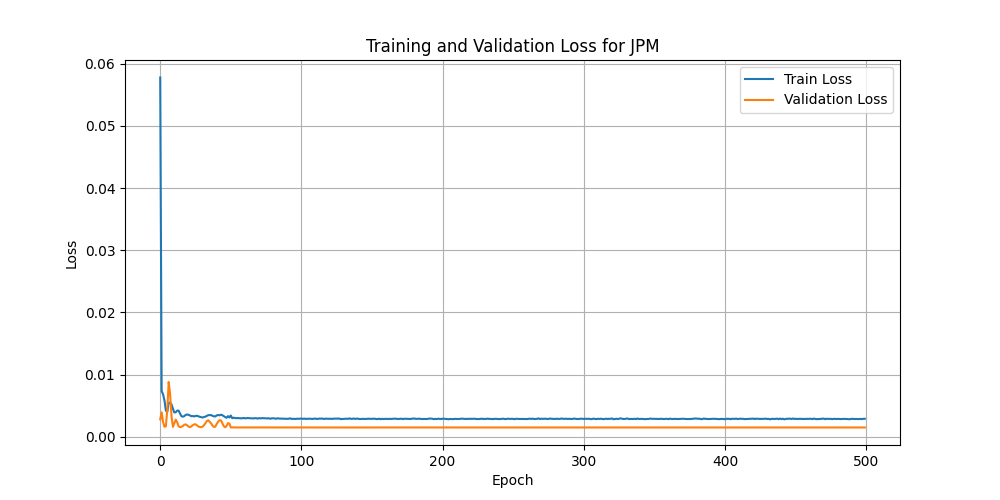 Training and Validation Loss for JPM
Train Loss
Validation Loss
Loss
0.06
0.05
0.04
0.03
0.02
0.01
0.00
0 100 200 300 400 500
Epoch